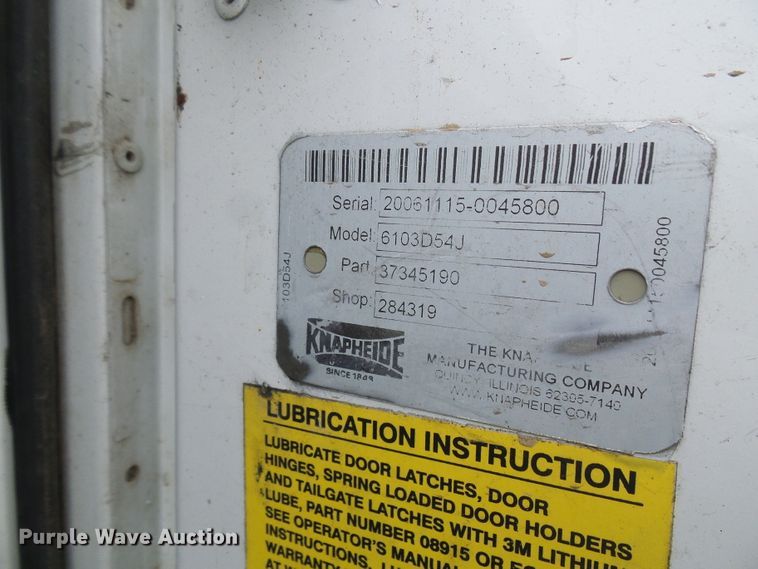 Serial: 20061115-0045800
Model: 6103D54J
Part: 37345190
Shop: 284319
103D54J
0045800
KNAPHEIDE
SINCE 1848
THE
MANUFACTURING COMPANY
QUINCY, ILLINOIS 62305-7140
WWW.KNAPHEIDE.COM
LUBRICATION INSTRUCTION
LUBRICATE DOOR LATCHES, DOOR
HINGES, SPRING LOADED DOOR HOLDERS
AND TAILGATE LATCHES WITH 3M LITHIUM
LUBE, PART NUMBER 08915 OR
SEE OPERATOR'S MANUAL
INSTRUCTIONS.
WARRANTY
Purple Wave Auction